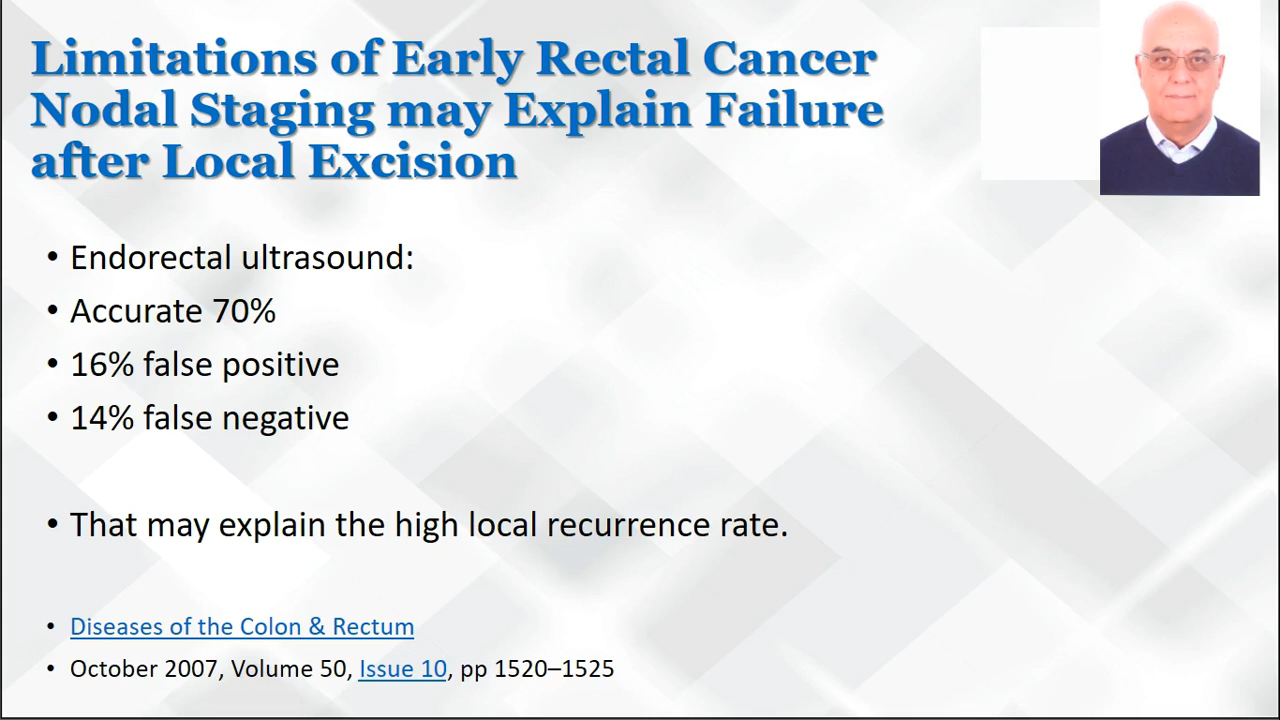 Limitations of Early Rectal Cancer
Nodal Staging may Explain Failure
after Local Excision
• Endorectal ultrasound:
• Accurate 70%
• 16% false positive
• 14% false negative
• That may explain the high local recurrence rate.
• Diseases of the Colon & Rectum
• October 2007, Volume 50, Issue 10, pp 1520–1525